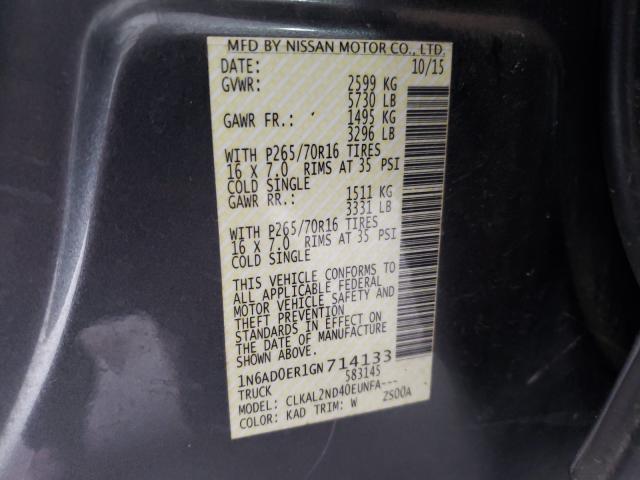 MFD BY NISSAN MOTOR CO., LTD.
DATE: 10/15
GVWR: 2599 KG
5730 LB
GAWR FR.: 1495 KG
3296 LB
WITH P265/70R16 TIRES
16 X 7.0 RIMS AT 35 PSI
COLD SINGLE
GAWR RR.: 1511 KG
3331 LB
WITH P265/70R16 TIRES
16 X 7.0 RIMS AT 35 PSI
COLD SINGLE
THIS VEHICLE CONFORMS TO
ALL APPLICABLE FEDERAL
MOTOR VEHICLE SAFETY AND
THEFT PREVENTION
STANDARDS IN EFFECT ON
THE DATE OF MANUFACTURE
SHOWN ABOVE.
1N6AD0ER1GN714133
TRUCK 583145
MODEL: CLKAL2ND40EUNFA---
COLOR: KAD TRIM: W 2S00A